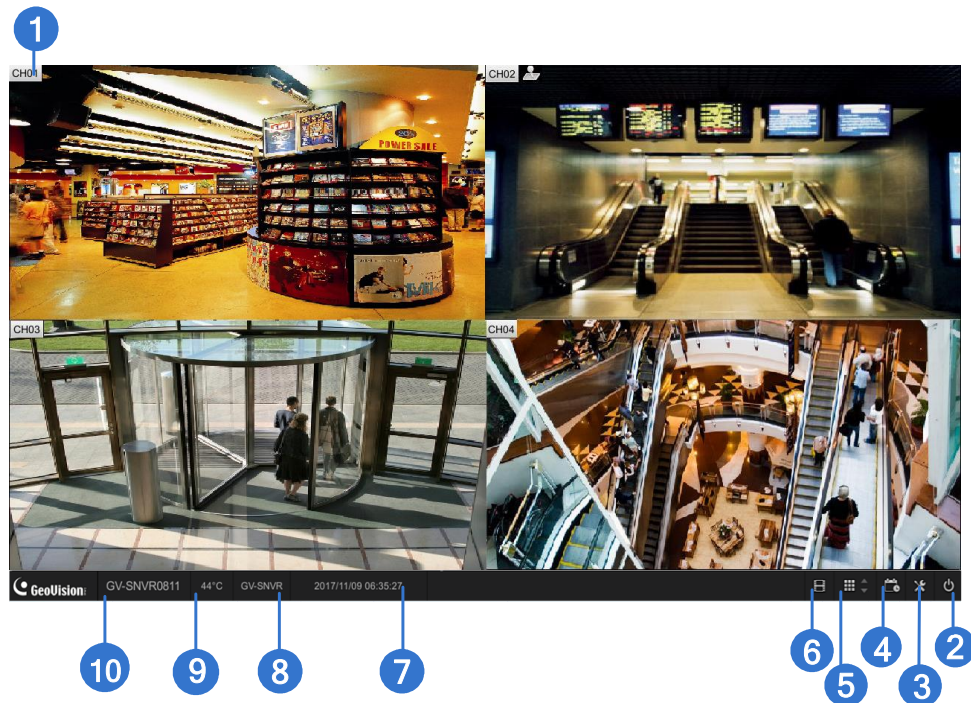 1
CH01
CH02
POWER SALE
CH03
CH04
GeoVision
GV-SNVR0811
44°C
GV-SNVR
2017/11/09 06:35:27
10
9
8
7
6
5
4
3
2